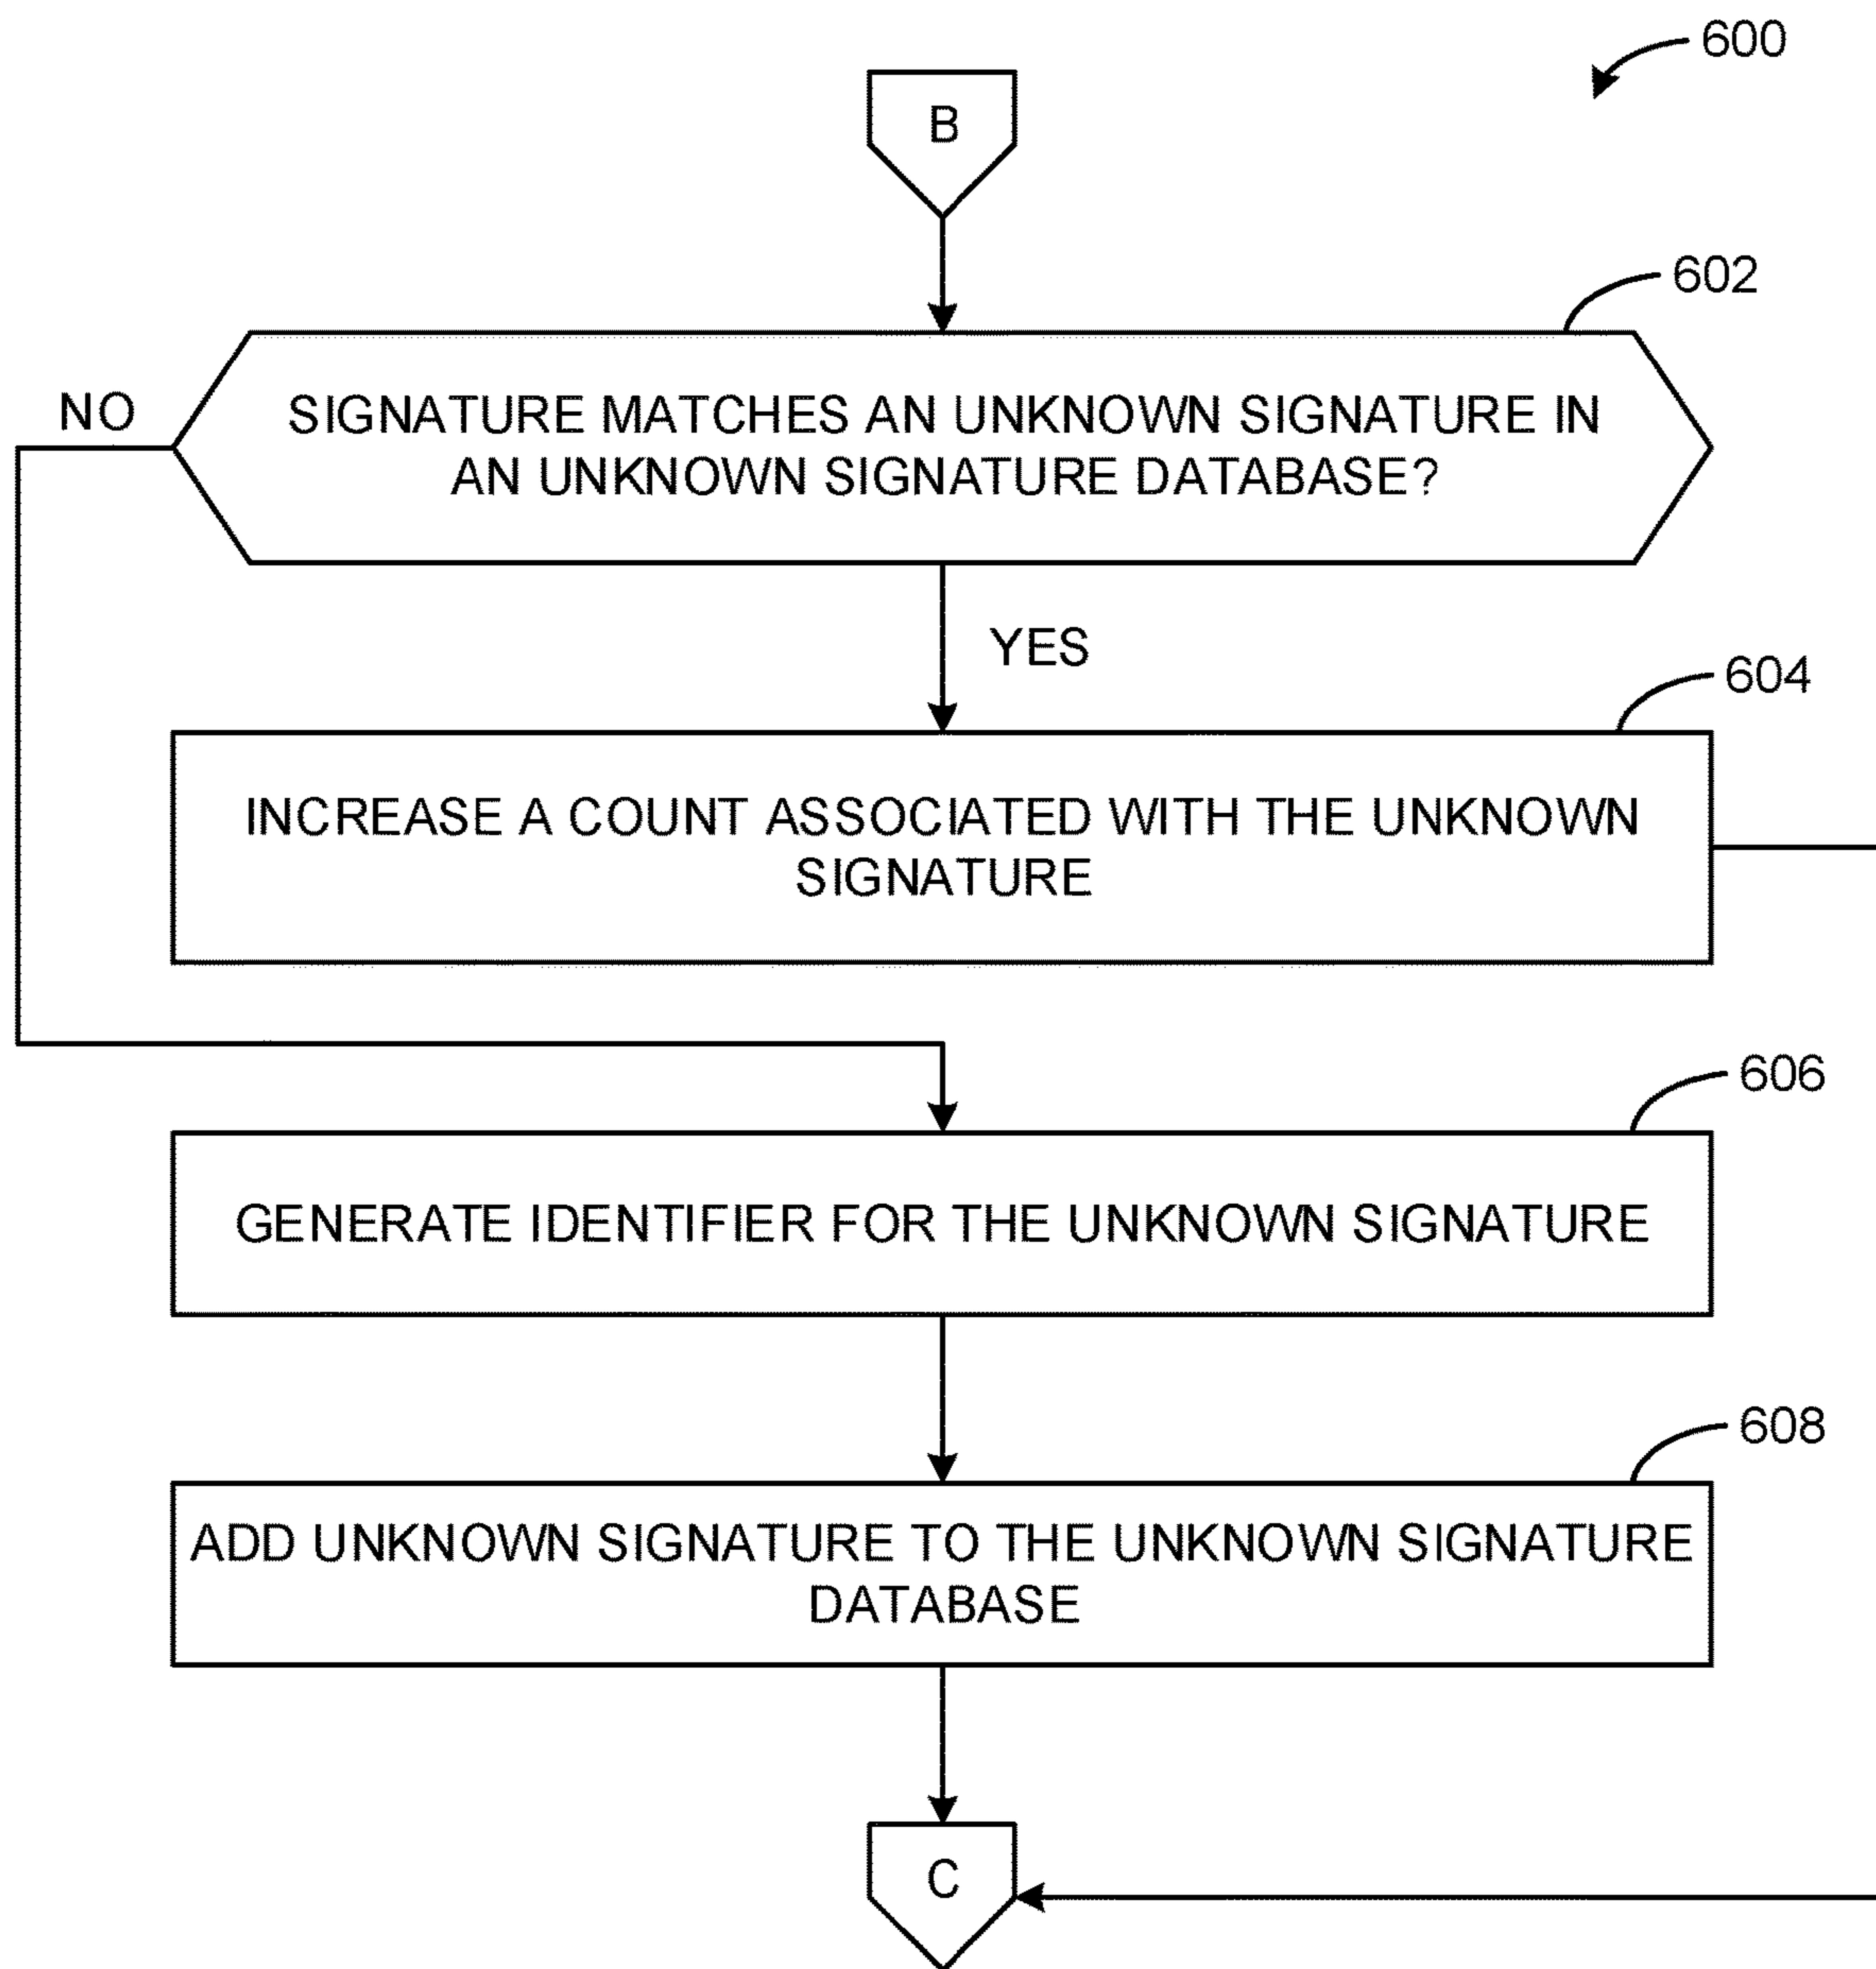 600
B
602
NO
SIGNATURE MATCHES AN UNKNOWN SIGNATURE IN
AN UNKNOWN SIGNATURE DATABASE?
YES
604
INCREASE A COUNT ASSOCIATED WITH THE UNKNOWN
SIGNATURE
606
GENERATE IDENTIFIER FOR THE UNKNOWN SIGNATURE
608
ADD UNKNOWN SIGNATURE TO THE UNKNOWN SIGNATURE
DATABASE
C